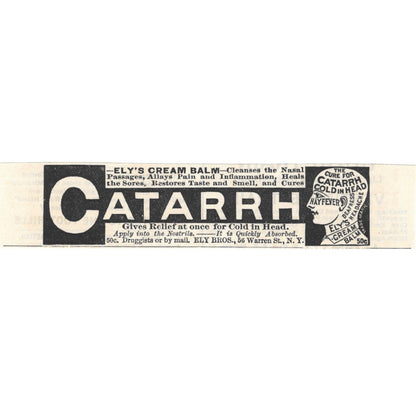 —ELY'S CREAM BALM—Cleanses the Nasal
Passages, Allays Pain and Inflammation, Heals
the Sores, Restores Taste and Smell, and Cures
CATARRH
Gives Relief at once for Cold in Head.
Apply into the Nostrils. —— It is Quickly Absorbed.
50c. Druggists or by mail. ELY BROS., 56 Warren St., N. Y.
THE
CURE FOR
CATARRH
COLD IN HEAD
HAY FEVER
DEAFNESS
HEADACHE
ELY'S
CREAM
BALM
50c